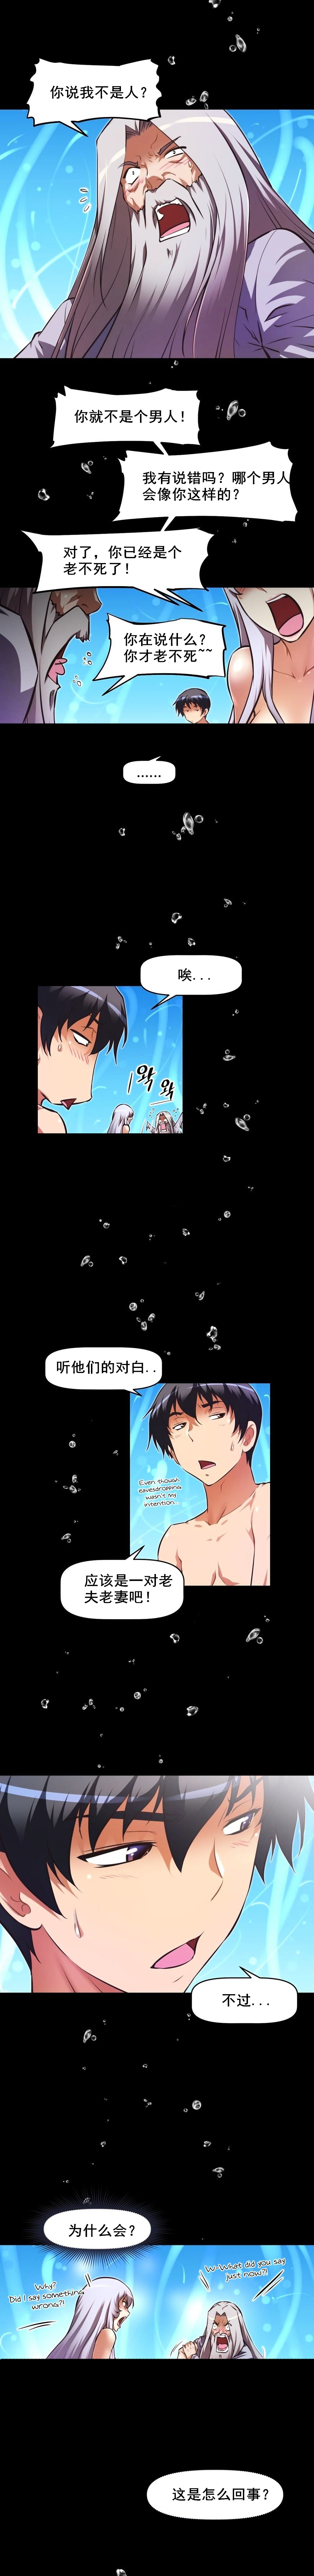 你说我不是人？
你就不是个男人！
我有说错吗？哪个男人
会像你这样的？
对了，你已经是个
老不死了！
你在说什么？
你才老不死~~
......
唉...
와 와
听他们的对白..
Even though
eavesdropping
wasn't my
intention.
应该是一对老
夫老妻吧！
不过...
为什么会？
W-What did you say
just now?!
Why?
Did I say something
wrong?!
这是怎么回事？